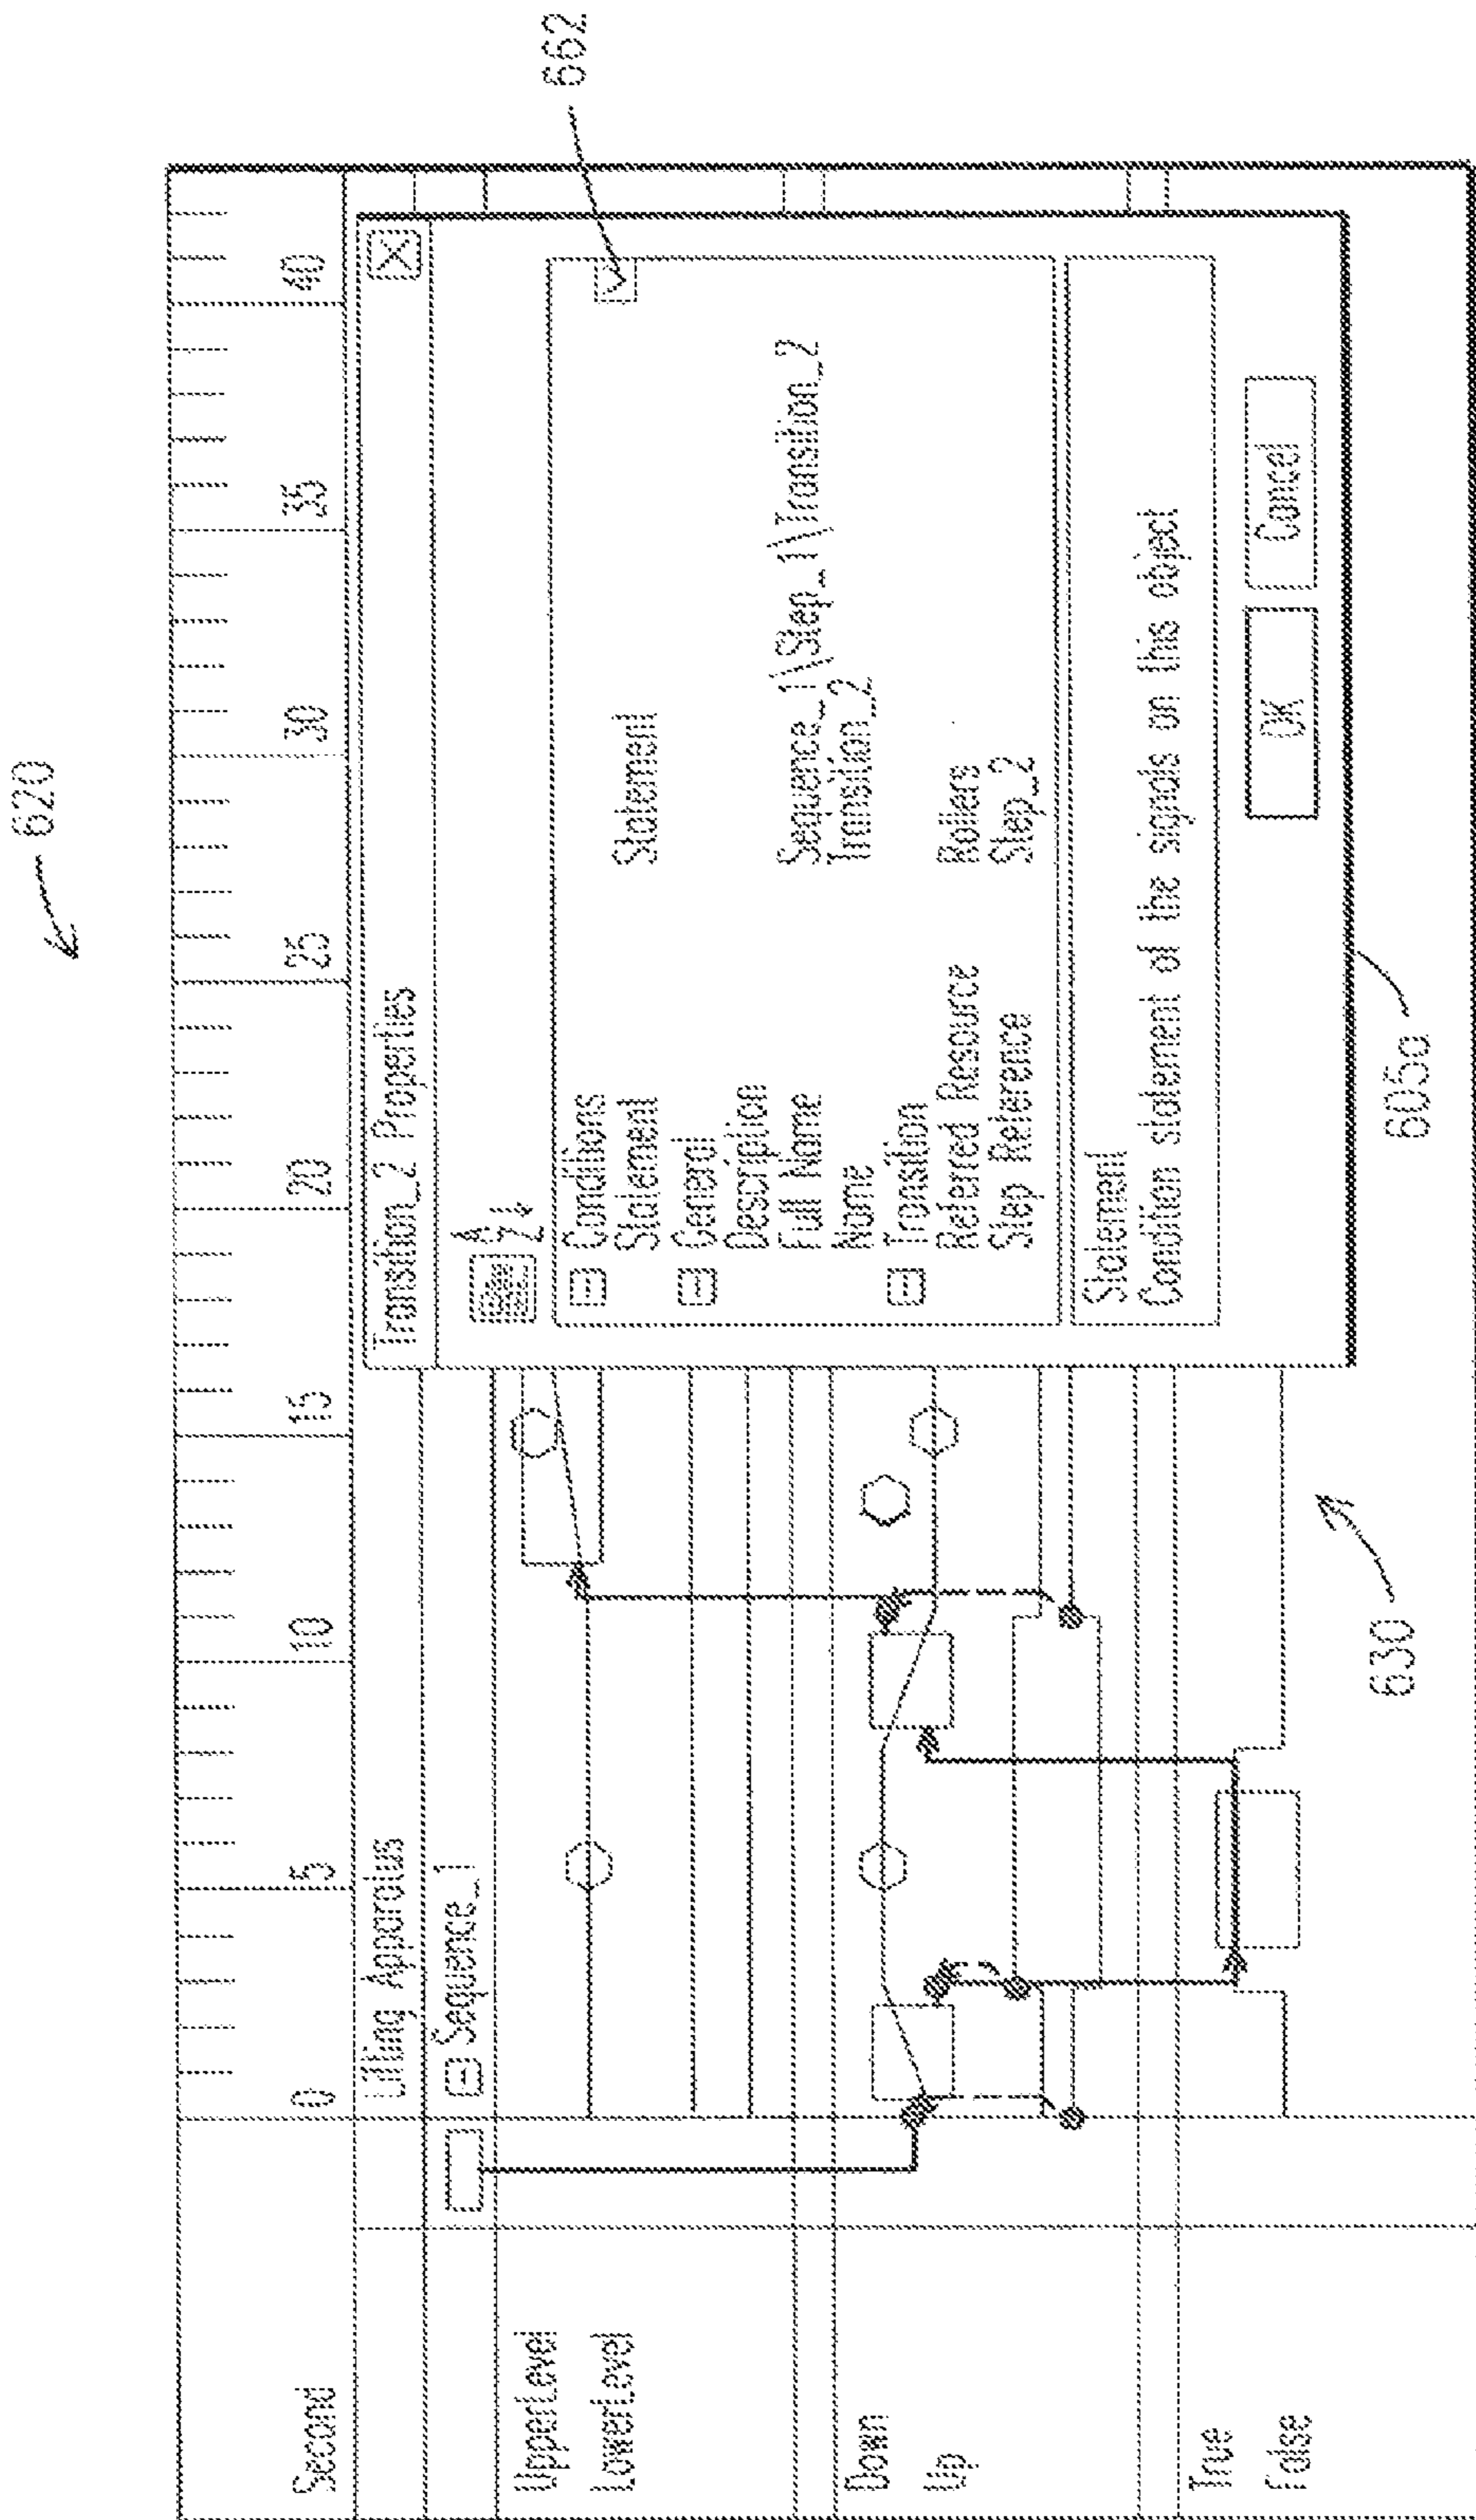 620
Second 0 5 10 15 20 25 30 35 40
Lifting Apparatus
Sequence_1
UpperLevel
LowerLevel
Down
Up
True
False
Transition_2 Properties
A
Z
Conditions
Statement Statement
General
Description
Full Name Sequence_1\Step_1\Transition_2
Name Transition_2
Transition
Referred Resource Rollers
Step Reference Step_2
Statement
Condition statement of the signals on this object
OK Cancel
662
630
605a